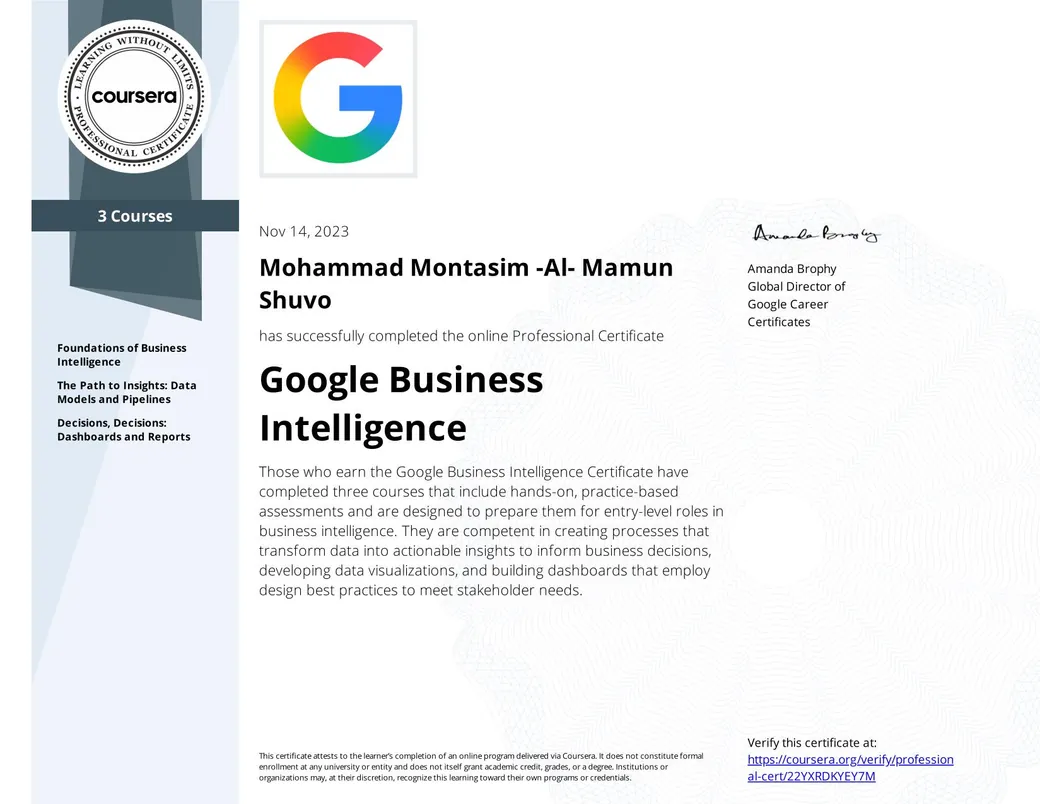 LEARNING WITHOUT LIMITS
coursera
PROFESSIONAL CERTIFICATE
3 Courses
Foundations of Business
Intelligence
The Path to Insights: Data
Models and Pipelines
Decisions, Decisions:
Dashboards and Reports
G
Nov 14, 2023
Mohammad Montasim -Al- Mamun
Shuvo
has successfully completed the online Professional Certificate
Google Business
Intelligence
Those who earn the Google Business Intelligence Certificate have
completed three courses that include hands-on, practice-based
assessments and are designed to prepare them for entry-level roles in
business intelligence. They are competent in creating processes that
transform data into actionable insights to inform business decisions,
developing data visualizations, and building dashboards that employ
design best practices to meet stakeholder needs.
Amanda Brophy
Amanda Brophy
Global Director of
Google Career
Certificates
This certificate attests to the learner's completion of an online program delivered via Coursera. It does not constitute formal
enrollment at any university or entity and does not itself grant academic credit, grades, or a degree. Institutions or
organizations may, at their discretion, recognize this learning toward their own programs or credentials.
Verify this certificate at:
https://coursera.org/verify/profession
al-cert/22YXRDKYEY7M